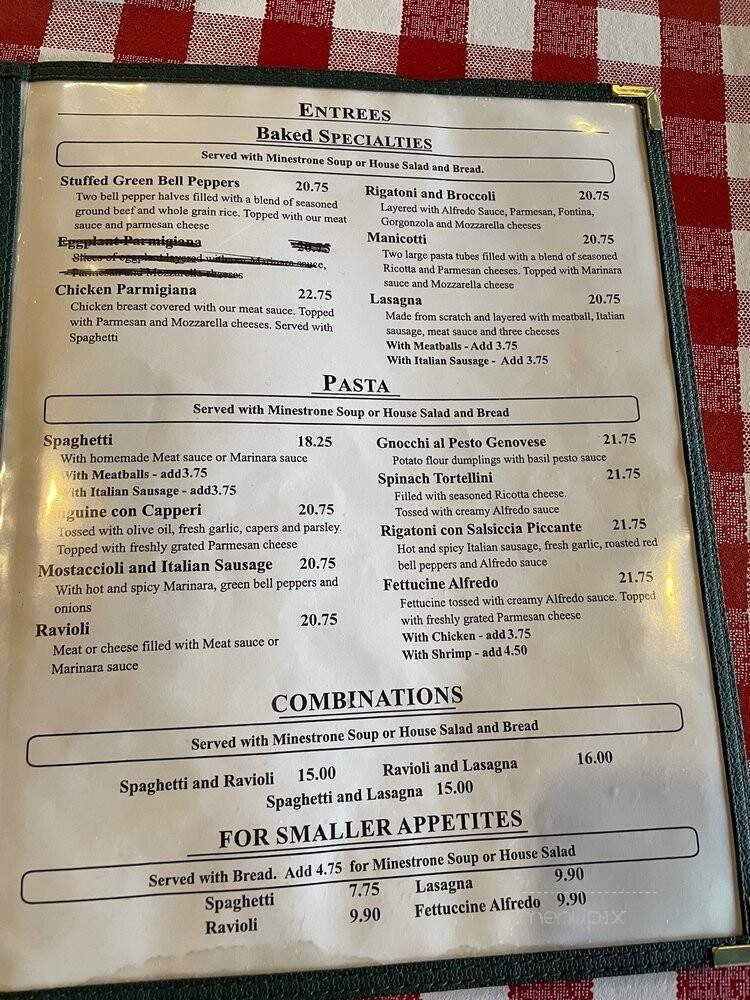 ENTREES
Baked SPECIALTIES
Served with Minestrone Soup or House Salad and Bread.
Stuffed Green Bell Peppers 20.75
Two bell pepper halves filled with a blend of seasoned
ground beef and whole grain rice. Topped with our meat
sauce and parmesan cheese
Eggplant Parmigiana 20.75
Slices of eggplant layered with our Marinara sauce,
Parmesan and Mozzarella cheeses
Chicken Parmigiana 22.75
Chicken breast covered with our meat sauce. Topped
with Parmesan and Mozzarella cheeses. Served with
Spaghetti
Rigatoni and Broccoli 20.75
Layered with Alfredo Sauce, Parmesan, Fontina,
Gorgonzola and Mozzarella cheeses
Manicotti 20.75
Two large pasta tubes filled with a blend of seasoned
Ricotta and Parmesan cheeses. Topped with Marinara
sauce and Mozzarella cheese
Lasagna 20.75
Made from scratch and layered with meatball, Italian
sausage, meat sauce and three cheeses
With Meatballs - Add 3.75
With Italian Sausage - Add 3.75
PASTA
Served with Minestrone Soup or House Salad and Bread
Spaghetti 18.25
With homemade Meat sauce or Marinara sauce
With Meatballs - add3.75
With Italian Sausage - add3.75
nguine con Capperi 20.75
Tossed with olive oil, fresh garlic, capers and parsley.
Topped with freshly grated Parmesan cheese
Mostaccioli and Italian Sausage 20.75
With hot and spicy Marinara, green bell peppers and
onions
Ravioli 20.75
Meat or cheese filled with Meat sauce or
Marinara sauce
Gnocchi al Pesto Genovese 21.75
Potato flour dumplings with basil pesto sauce
Spinach Tortellini 21.75
Filled with seasoned Ricotta cheese.
Tossed with creamy Alfredo sauce
Rigatoni con Salsiccia Piccante 21.75
Hot and spicy Italian sausage, fresh garlic, roasted red
bell peppers and Alfredo sauce
Fettucine Alfredo 21.75
Fettucine tossed with creamy Alfredo sauce. Topped
with freshly grated Parmesan cheese
With Chicken - add3.75
With Shrimp - add 4.50
COMBINATIONS
Served with Minestrone Soup or House Salad and Bread
Spaghetti and Ravioli 15.00
Ravioli and Lasagna 16.00
Spaghetti and Lasagna 15.00
FOR SMALLER APPETITES
Served with Bread. Add 4.75 for Minestrone Soup or House Salad
Spaghetti 7.75
Lasagna 9.90
Ravioli 9.90
Fettuccine Alfredo 9.90
menupix